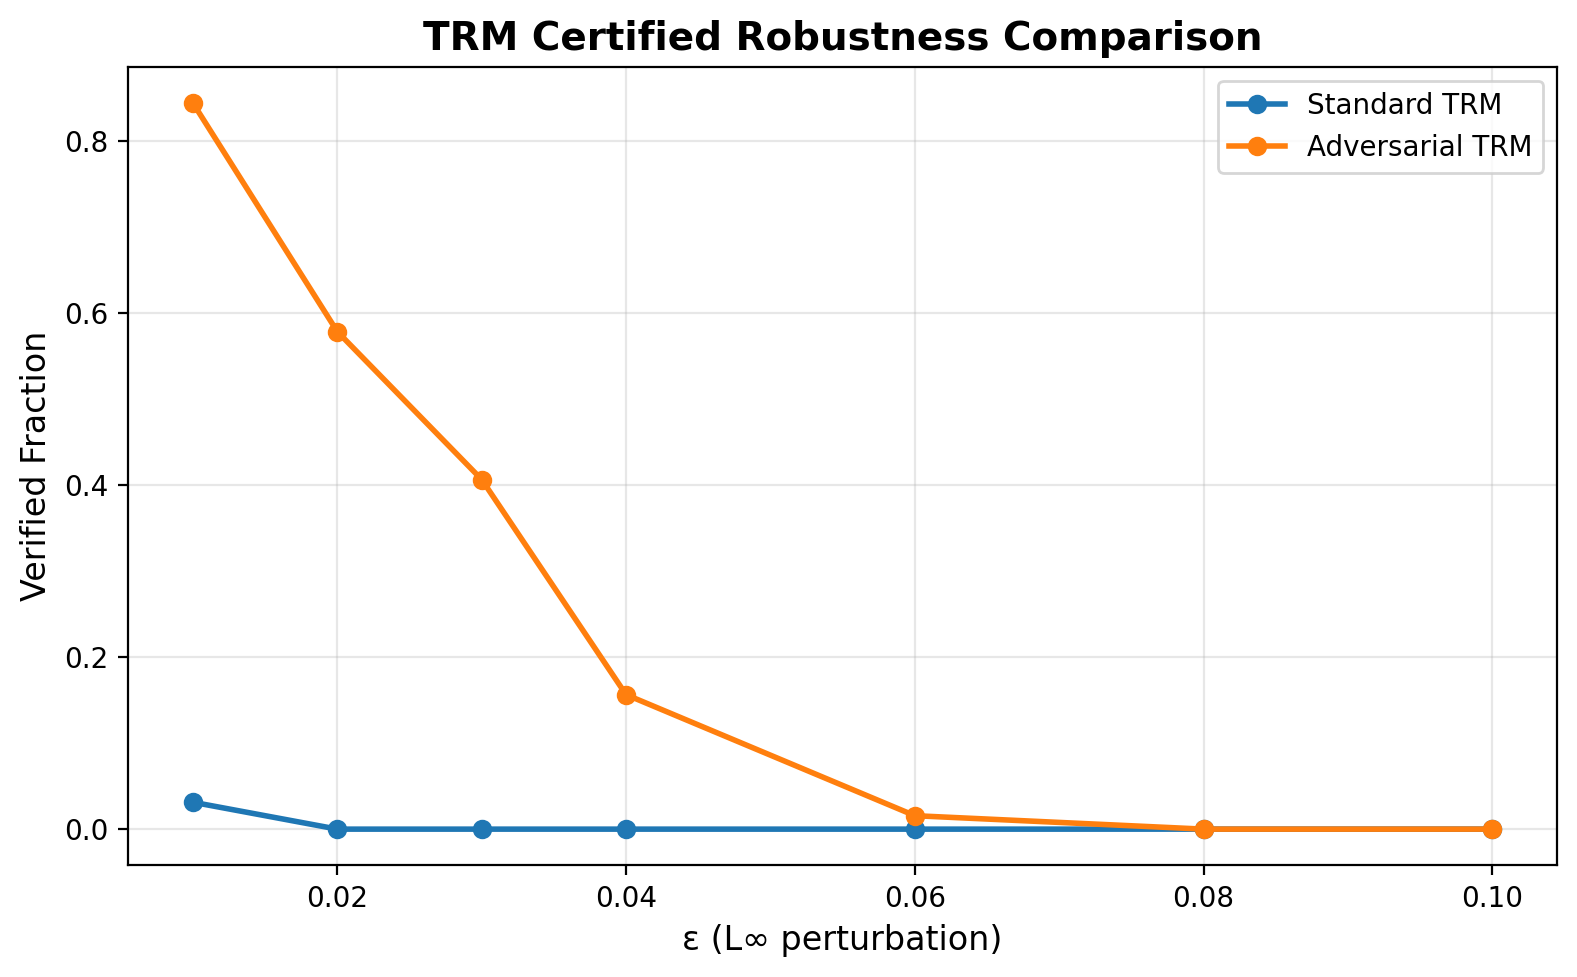 TRM Certified Robustness Comparison
Standard TRM
Adversarial TRM
Verified Fraction
0.8
0.6
0.4
0.2
0.0
0.02 0.04 0.06 0.08 0.10
ε (L∞ perturbation)